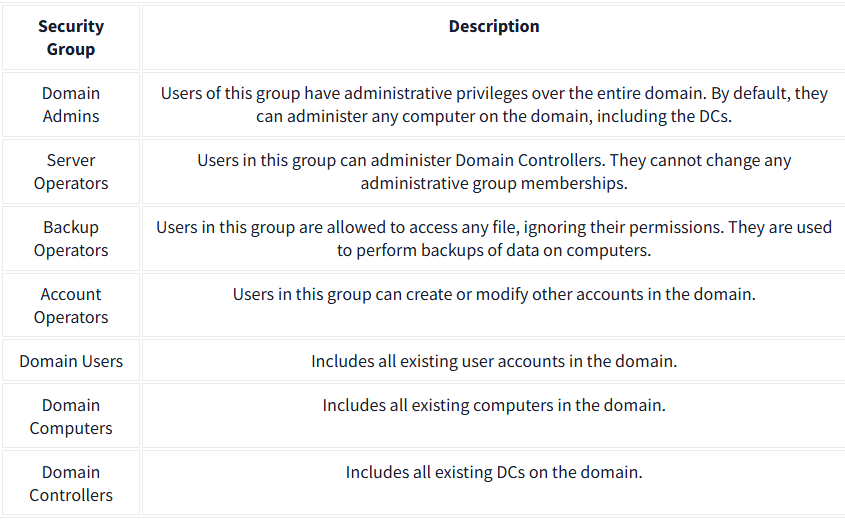 Security
Group
Description
Domain
Admins
Users of this group have administrative privileges over the entire domain. By default, they
can administer any computer on the domain, including the DCs.
Server
Operators
Users in this group can administer Domain Controllers. They cannot change any
administrative group memberships.
Backup
Operators
Users in this group are allowed to access any file, ignoring their permissions. They are used
to perform backups of data on computers.
Account
Operators
Users in this group can create or modify other accounts in the domain.
Domain Users
Includes all existing user accounts in the domain.
Domain
Computers
Includes all existing computers in the domain.
Domain
Controllers
Includes all existing DCs on the domain.